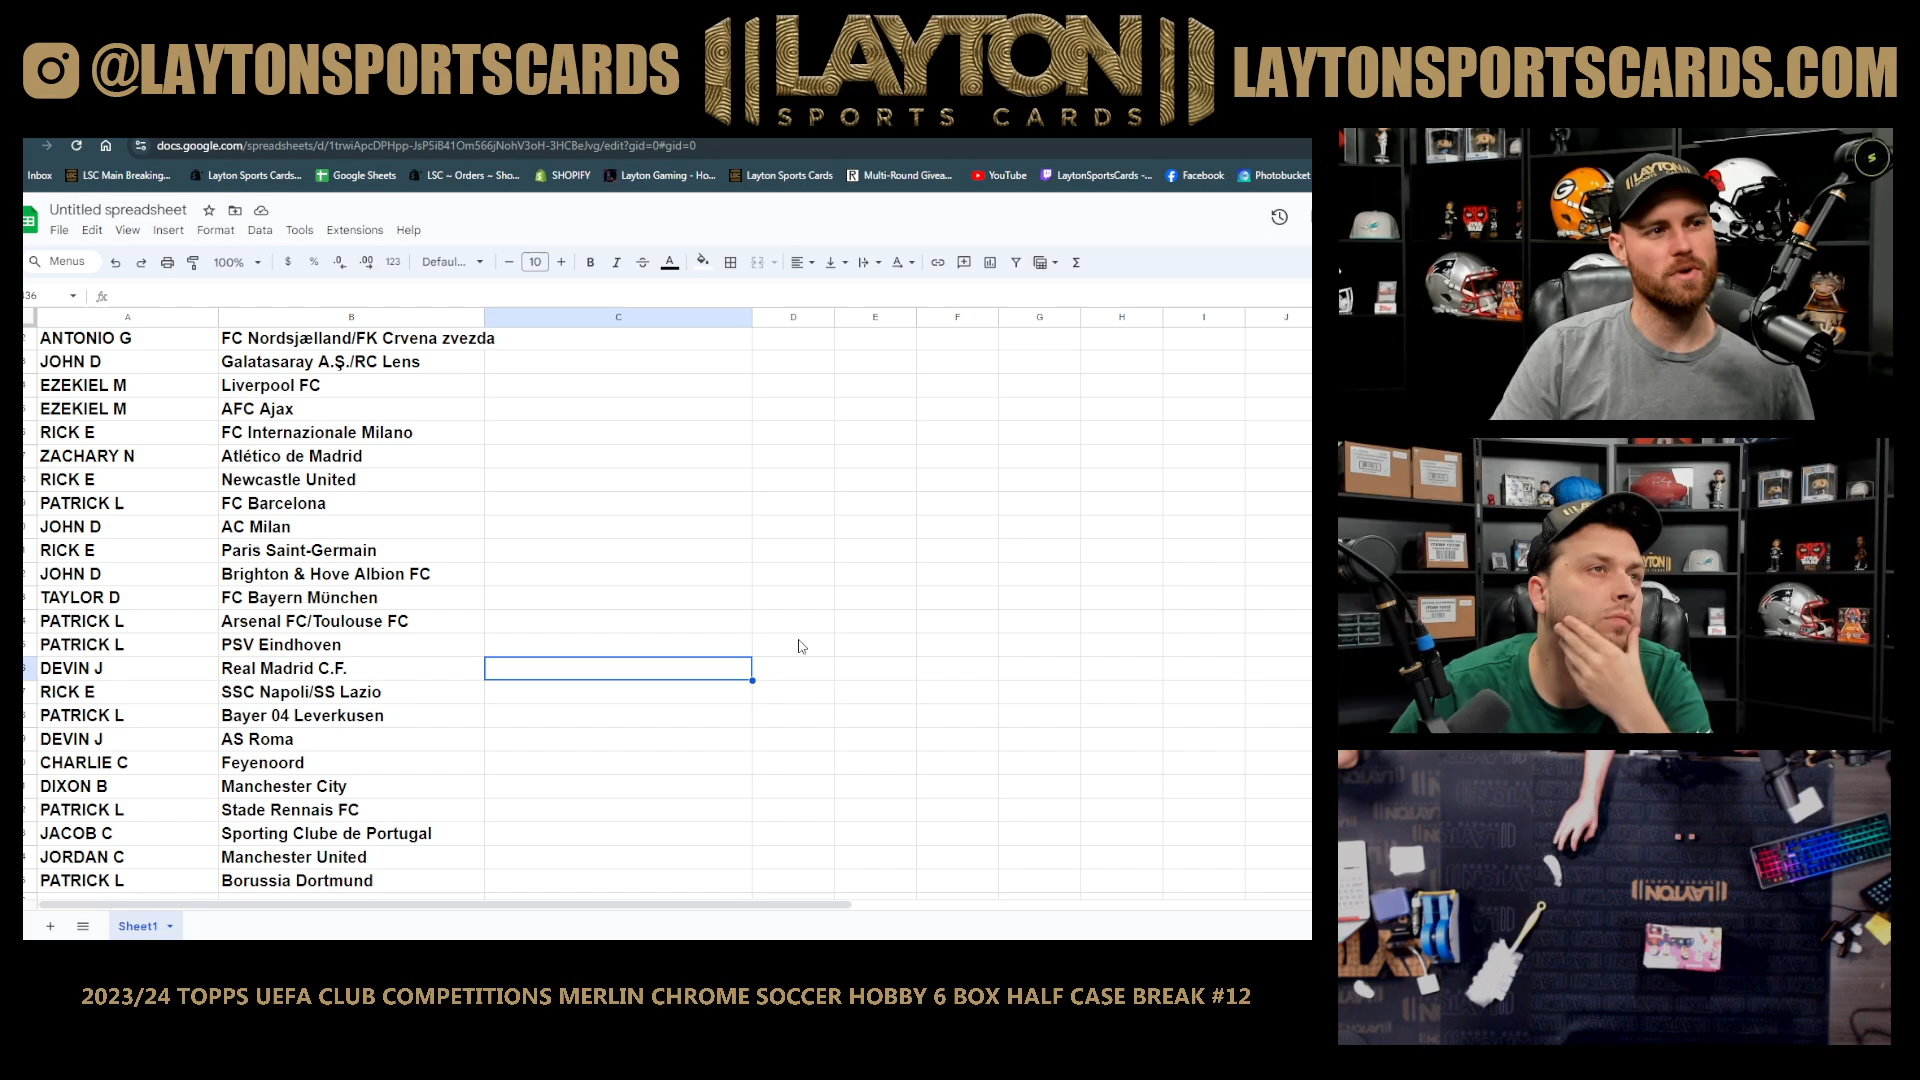 @LAYTONSPORTSCARDS
LAYTON
SPORTS CARDS
LAYTONSPORTSCARDS.COM
docs.google.com/spreadsheets/d/1trwiApcDPHpp-JsP5iB41Om566jNohV3oH-3HCBeJvg/edit?gid=0#gid=0
Inbox LSC Main Breaking... Layton Sports Cards... Google Sheets LSC ~ Orders ~ Sho... SHOPIFY Layton Gaming - Ho... Layton Sports Cards Multi-Round Givea... YouTube LaytonSportsCards -... Facebook Photobucket
Untitled spreadsheet
File Edit View Insert Format Data Tools Extensions Help
Menus 100% $ % .0 .00 123 Defaul... 10 B I A
36 fx
A B C D E F G H I J
ANTONIO G FC Nordsjælland/FK Crvena zvezda
JOHN D Galatasaray A.Ş./RC Lens
EZEKIEL M Liverpool FC
EZEKIEL M AFC Ajax
RICK E FC Internazionale Milano
ZACHARY N Atlético de Madrid
RICK E Newcastle United
PATRICK L FC Barcelona
JOHN D AC Milan
RICK E Paris Saint-Germain
JOHN D Brighton & Hove Albion FC
TAYLOR D FC Bayern München
PATRICK L Arsenal FC/Toulouse FC
PATRICK L PSV Eindhoven
DEVIN J Real Madrid C.F.
RICK E SSC Napoli/SS Lazio
PATRICK L Bayer 04 Leverkusen
DEVIN J AS Roma
CHARLIE C Feyenoord
DIXON B Manchester City
PATRICK L Stade Rennais FC
JACOB C Sporting Clube de Portugal
JORDAN C Manchester United
PATRICK L Borussia Dortmund
Sheet1
2023/24 TOPPS UEFA CLUB COMPETITIONS MERLIN CHROME SOCCER HOBBY 6 BOX HALF CASE BREAK #12
LAYTON
LAYTON